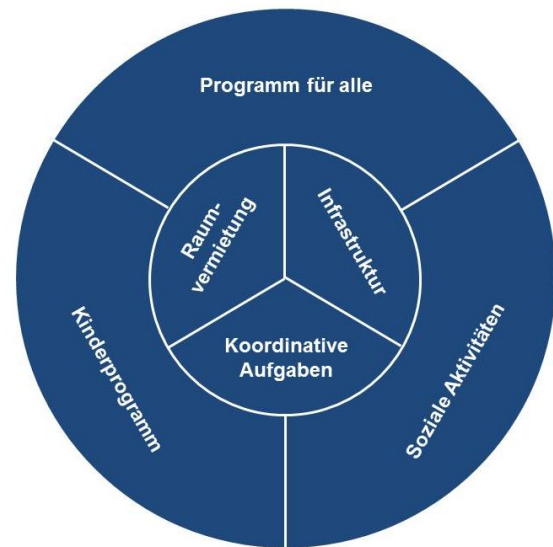 Programm für alle
Raum-
vermietung
Infrastruktur
Koordinative
Aufgaben
Kinderprogramm
Soziale Aktivitäten